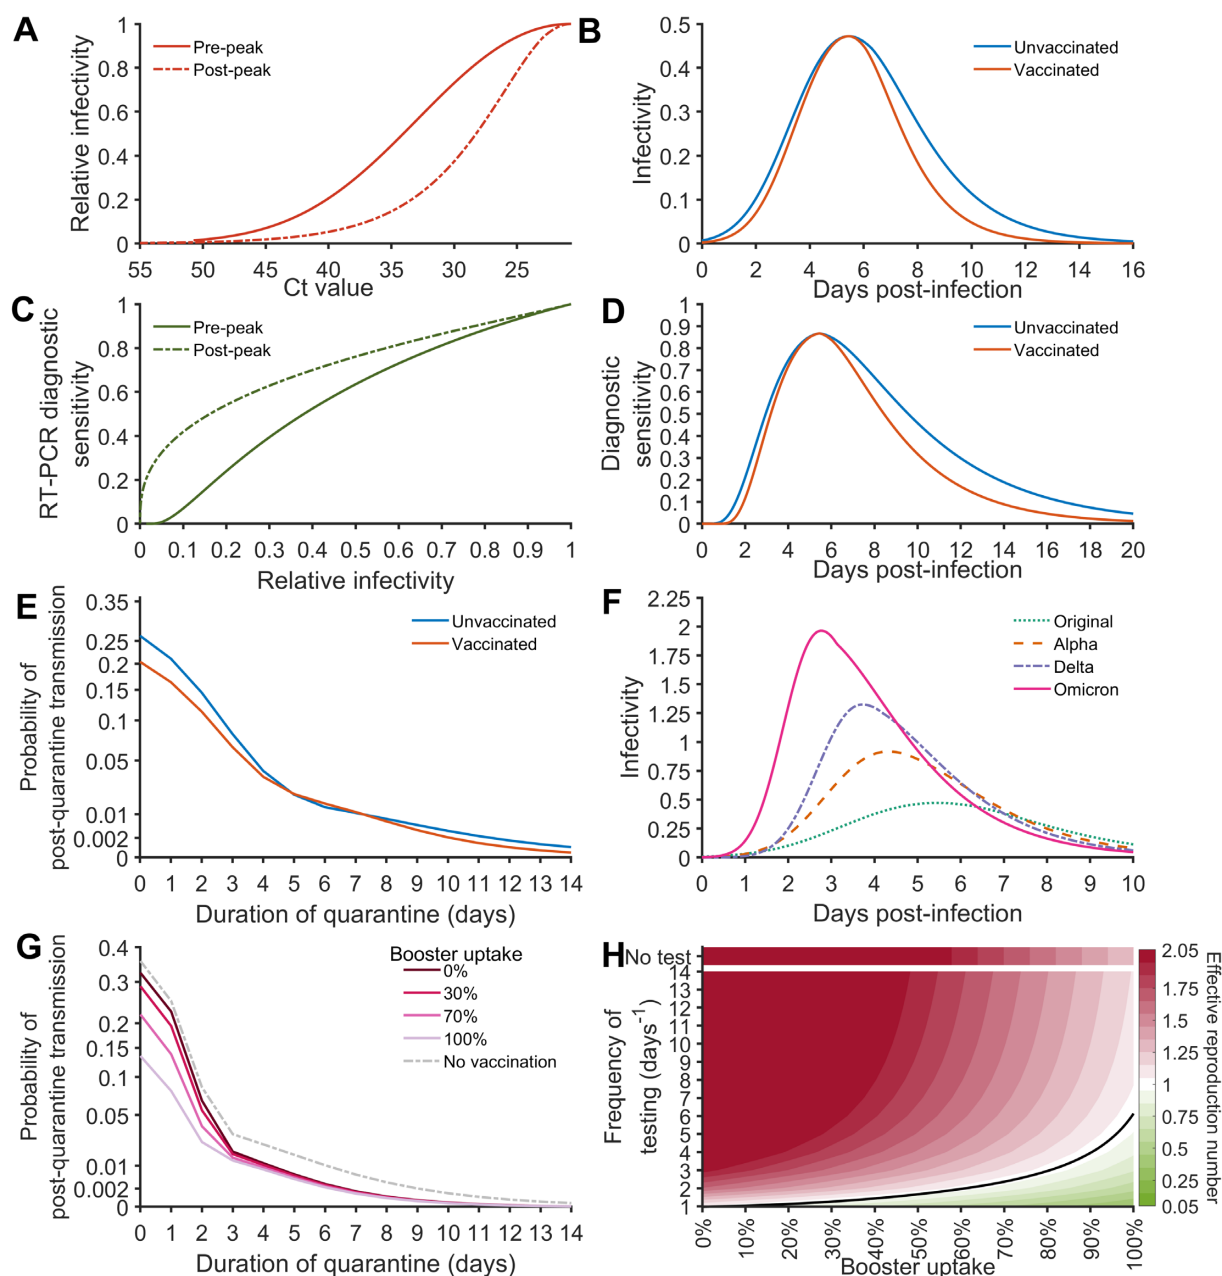 A
Relative infectivity
1
0.8
0.6
0.4
0.2
0
Pre-peak
Post-peak
55 50 45 40 35 30 25
Ct value
B
Infectivity
0.5
0.4
0.3
0.2
0.1
0
Unvaccinated
Vaccinated
0 2 4 6 8 10 12 14 16
Days post-infection
C
RT-PCR diagnostic
sensitivity
1
0.8
0.6
0.4
0.2
0
Pre-peak
Post-peak
0 0.1 0.2 0.3 0.4 0.5 0.6 0.7 0.8 0.9 1
Relative infectivity
D
Diagnostic
sensitivity
1
0.9
0.8
0.7
0.6
0.5
0.4
0.3
0.2
0.1
0
Unvaccinated
Vaccinated
0 2 4 6 8 10 12 14 16 18 20
Days post-infection
E
Probability of
post-quarantine transmission
0.35
0.25
0.2
0.15
0.1
0.05
0.01
0.002
0
Unvaccinated
Vaccinated
0 1 2 3 4 5 6 7 8 9 10 11 12 13 14
Duration of quarantine (days)
F
Infectivity
2.25
2
1.75
1.5
1.25
1
0.75
0.5
0.25
0
Original
Alpha
Delta
Omicron
0 1 2 3 4 5 6 7 8 9 10
Days post-infection
G
Probability of
post-quarantine transmission
0.4
0.3
0.2
0.15
0.1
0.05
0.01
0.002
0
Booster uptake
0%
30%
70%
100%
No vaccination
0 1 2 3 4 5 6 7 8 9 10 11 12 13 14
Duration of quarantine (days)
H
Frequency of
testing (days⁻¹)
No test
14
13
12
11
10
9
8
7
6
5
4
3
2
1
0% 10% 20% 30% 40% 50% 60% 70% 80% 90% 100%
Booster uptake
2.05
1.75
1.5
1.25
1
0.75
0.5
0.05
Effective reproduction number